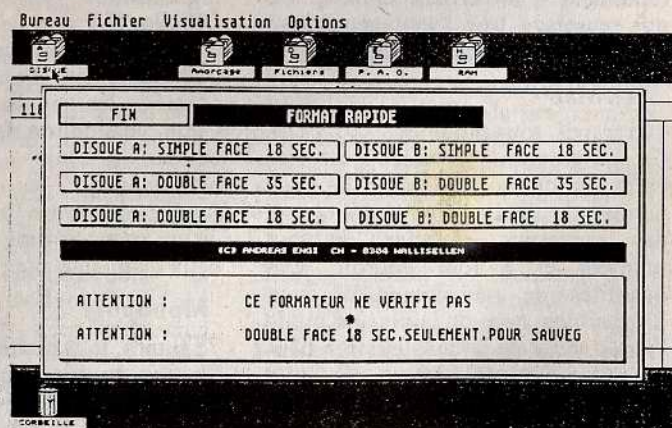 Bureau Fichier Visualisation Options
DISQUE
Amorçage
Fichiers
P. A. O.
RAM
118
FIN
FORMAT RAPIDE
DISQUE A: SIMPLE FACE 18 SEC.
DISQUE B: SIMPLE FACE 18 SEC.
DISQUE A: DOUBLE FACE 35 SEC.
DISQUE B: DOUBLE FACE 35 SEC.
DISQUE A: DOUBLE FACE 18 SEC.
DISQUE B: DOUBLE FACE 18 SEC.
(C) ANDREAS ENGI CH - 8304 WALLISELLEN
ATTENTION : CE FORMATEUR NE VERIFIE PAS
ATTENTION : DOUBLE FACE 18 SEC.SEULEMENT.POUR SAUVEG
CORBEILLE